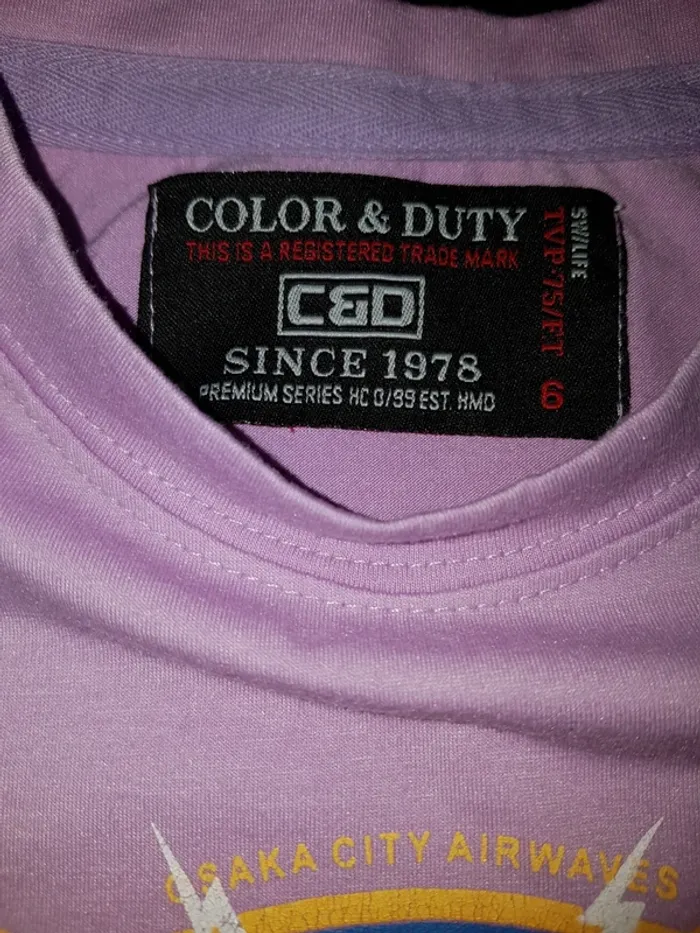 COLOR & DUTY
THIS IS A REGISTERED TRADE MARK
C&D
SINCE 1978
PREMIUM SERIES HC 0/99 EST. HMD
SW/LIFE
TVP:75/FT 6
OSAKA CITY AIRWAVES